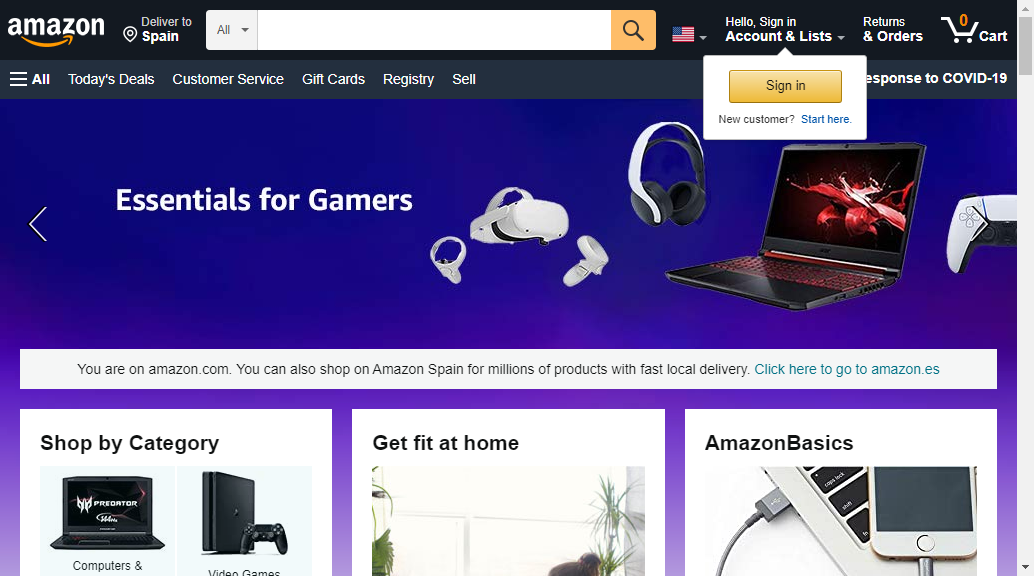 amazon
Deliver to
Spain
All
Hello, Sign in
Account & Lists
Returns
& Orders
0
Cart
All
Today's Deals
Customer Service
Gift Cards
Registry
Sell
esponse to COVID-19
Sign in
New customer? Start here.
Essentials for Gamers
You are on amazon.com. You can also shop on Amazon Spain for millions of products with fast local delivery. Click here to go to amazon.es
Shop by Category
Get fit at home
AmazonBasics
PREDATOR
144Hz
caps lock
Computers &
Video Games